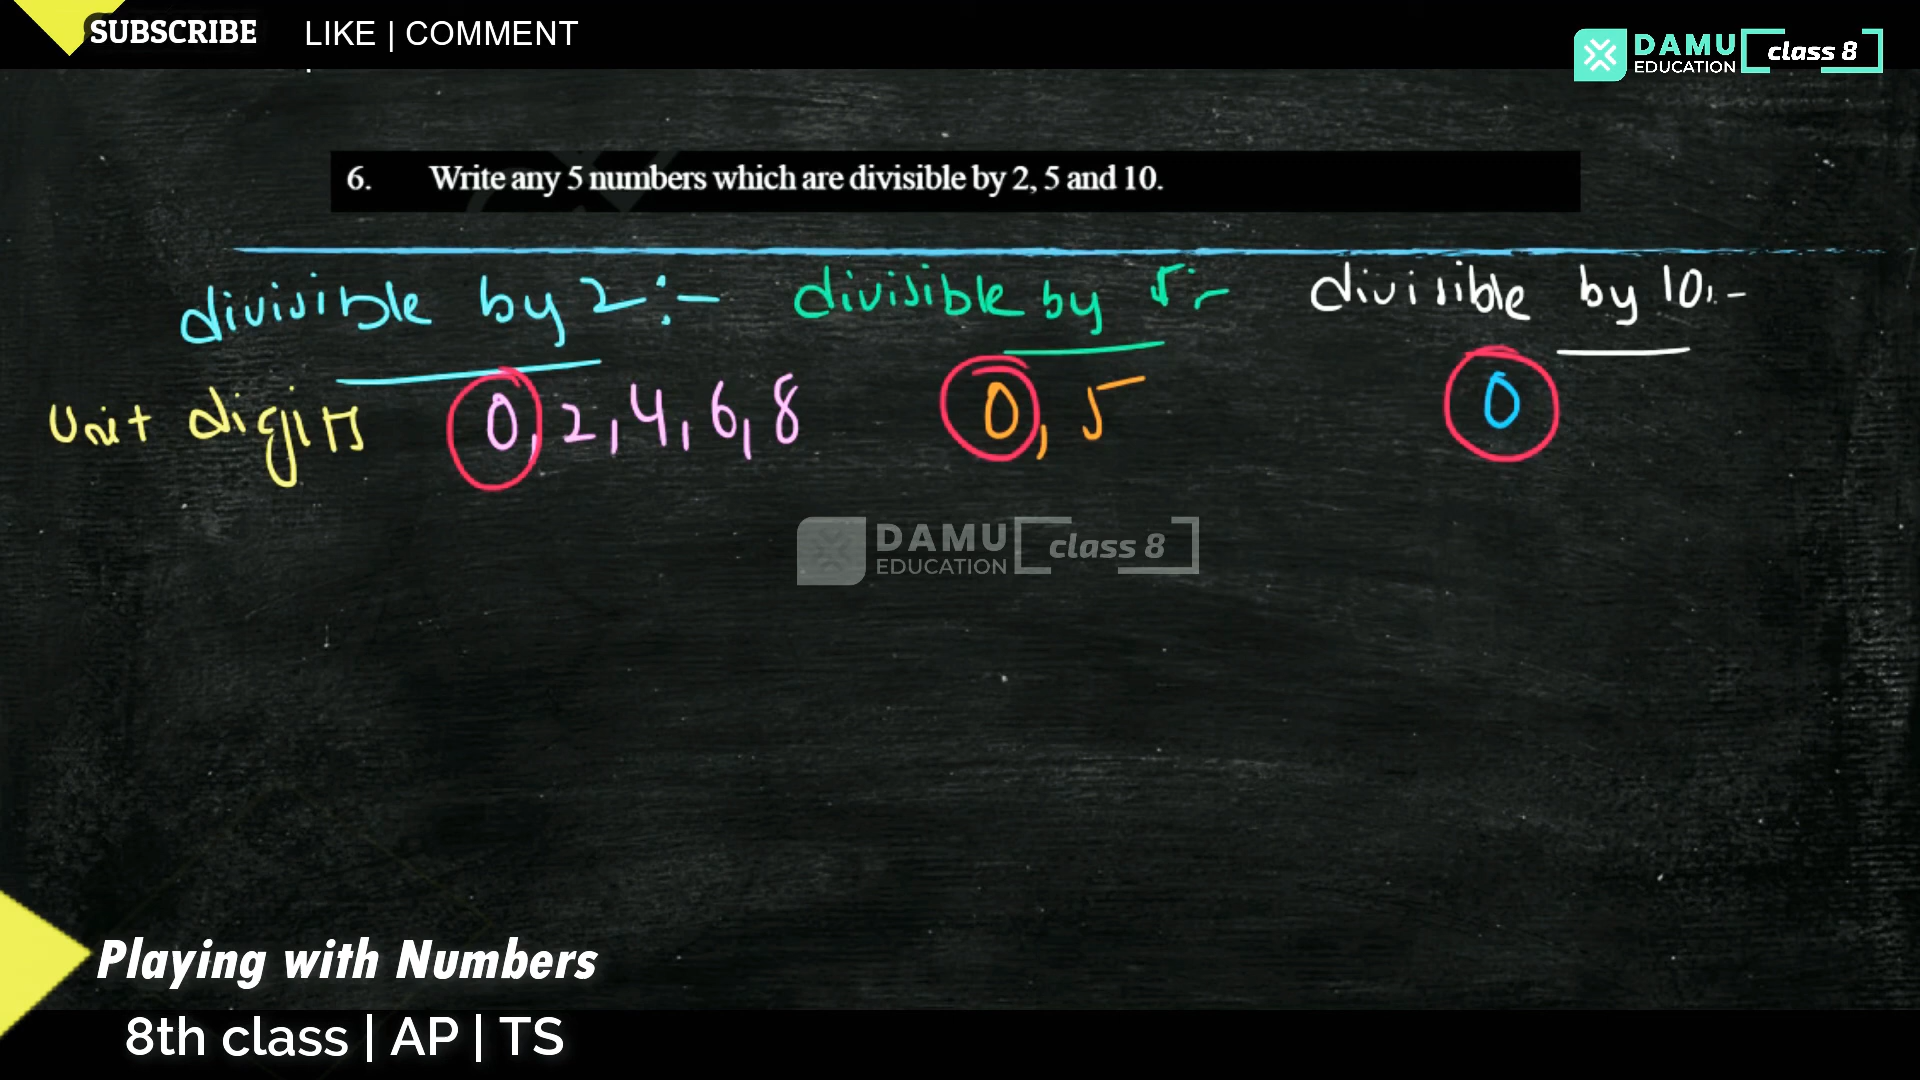 SUBSCRIBE LIKE | COMMENT
DAMU EDUCATION class 8
6. Write any 5 numbers which are divisible by 2, 5 and 10.
divisible by 2 :- divisible by 5 :- divisible by 10 :-
Unit digits 0, 2, 4, 6, 8 0, 5 0
DAMU EDUCATION class 8
Playing with Numbers
8th class | AP | TS